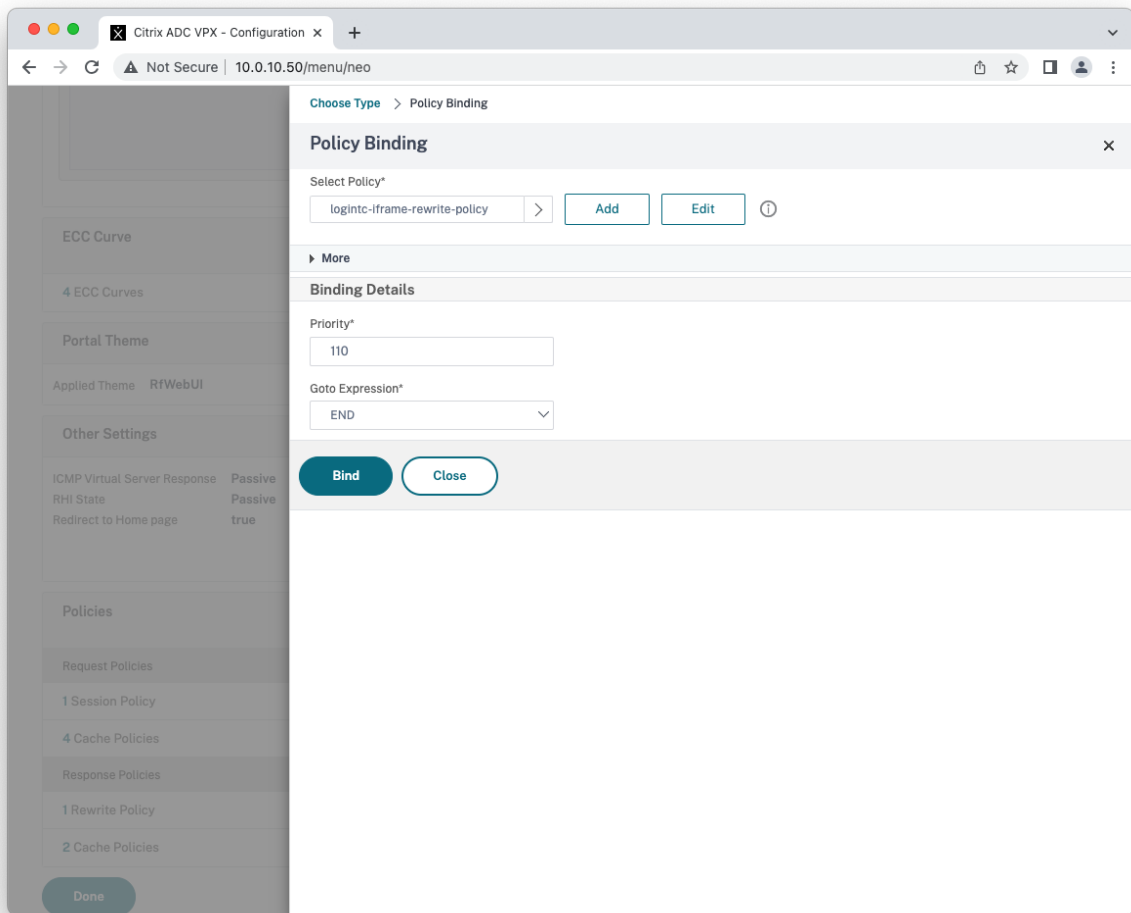 Citrix ADC VPX - Configuration
Not Secure | 10.0.10.50/menu/neo
Choose Type > Policy Binding
Policy Binding
Select Policy*
logintc-iframe-rewrite-policy
Add
Edit
More
Binding Details
Priority*
110
Goto Expression*
END
Bind
Close
ECC Curve
4 ECC Curves
Portal Theme
Applied Theme RfWebUI
Other Settings
ICMP Virtual Server Response Passive
RHI State Passive
Redirect to Home page true
Policies
Request Policies
1 Session Policy
4 Cache Policies
Response Policies
1 Rewrite Policy
2 Cache Policies
Done